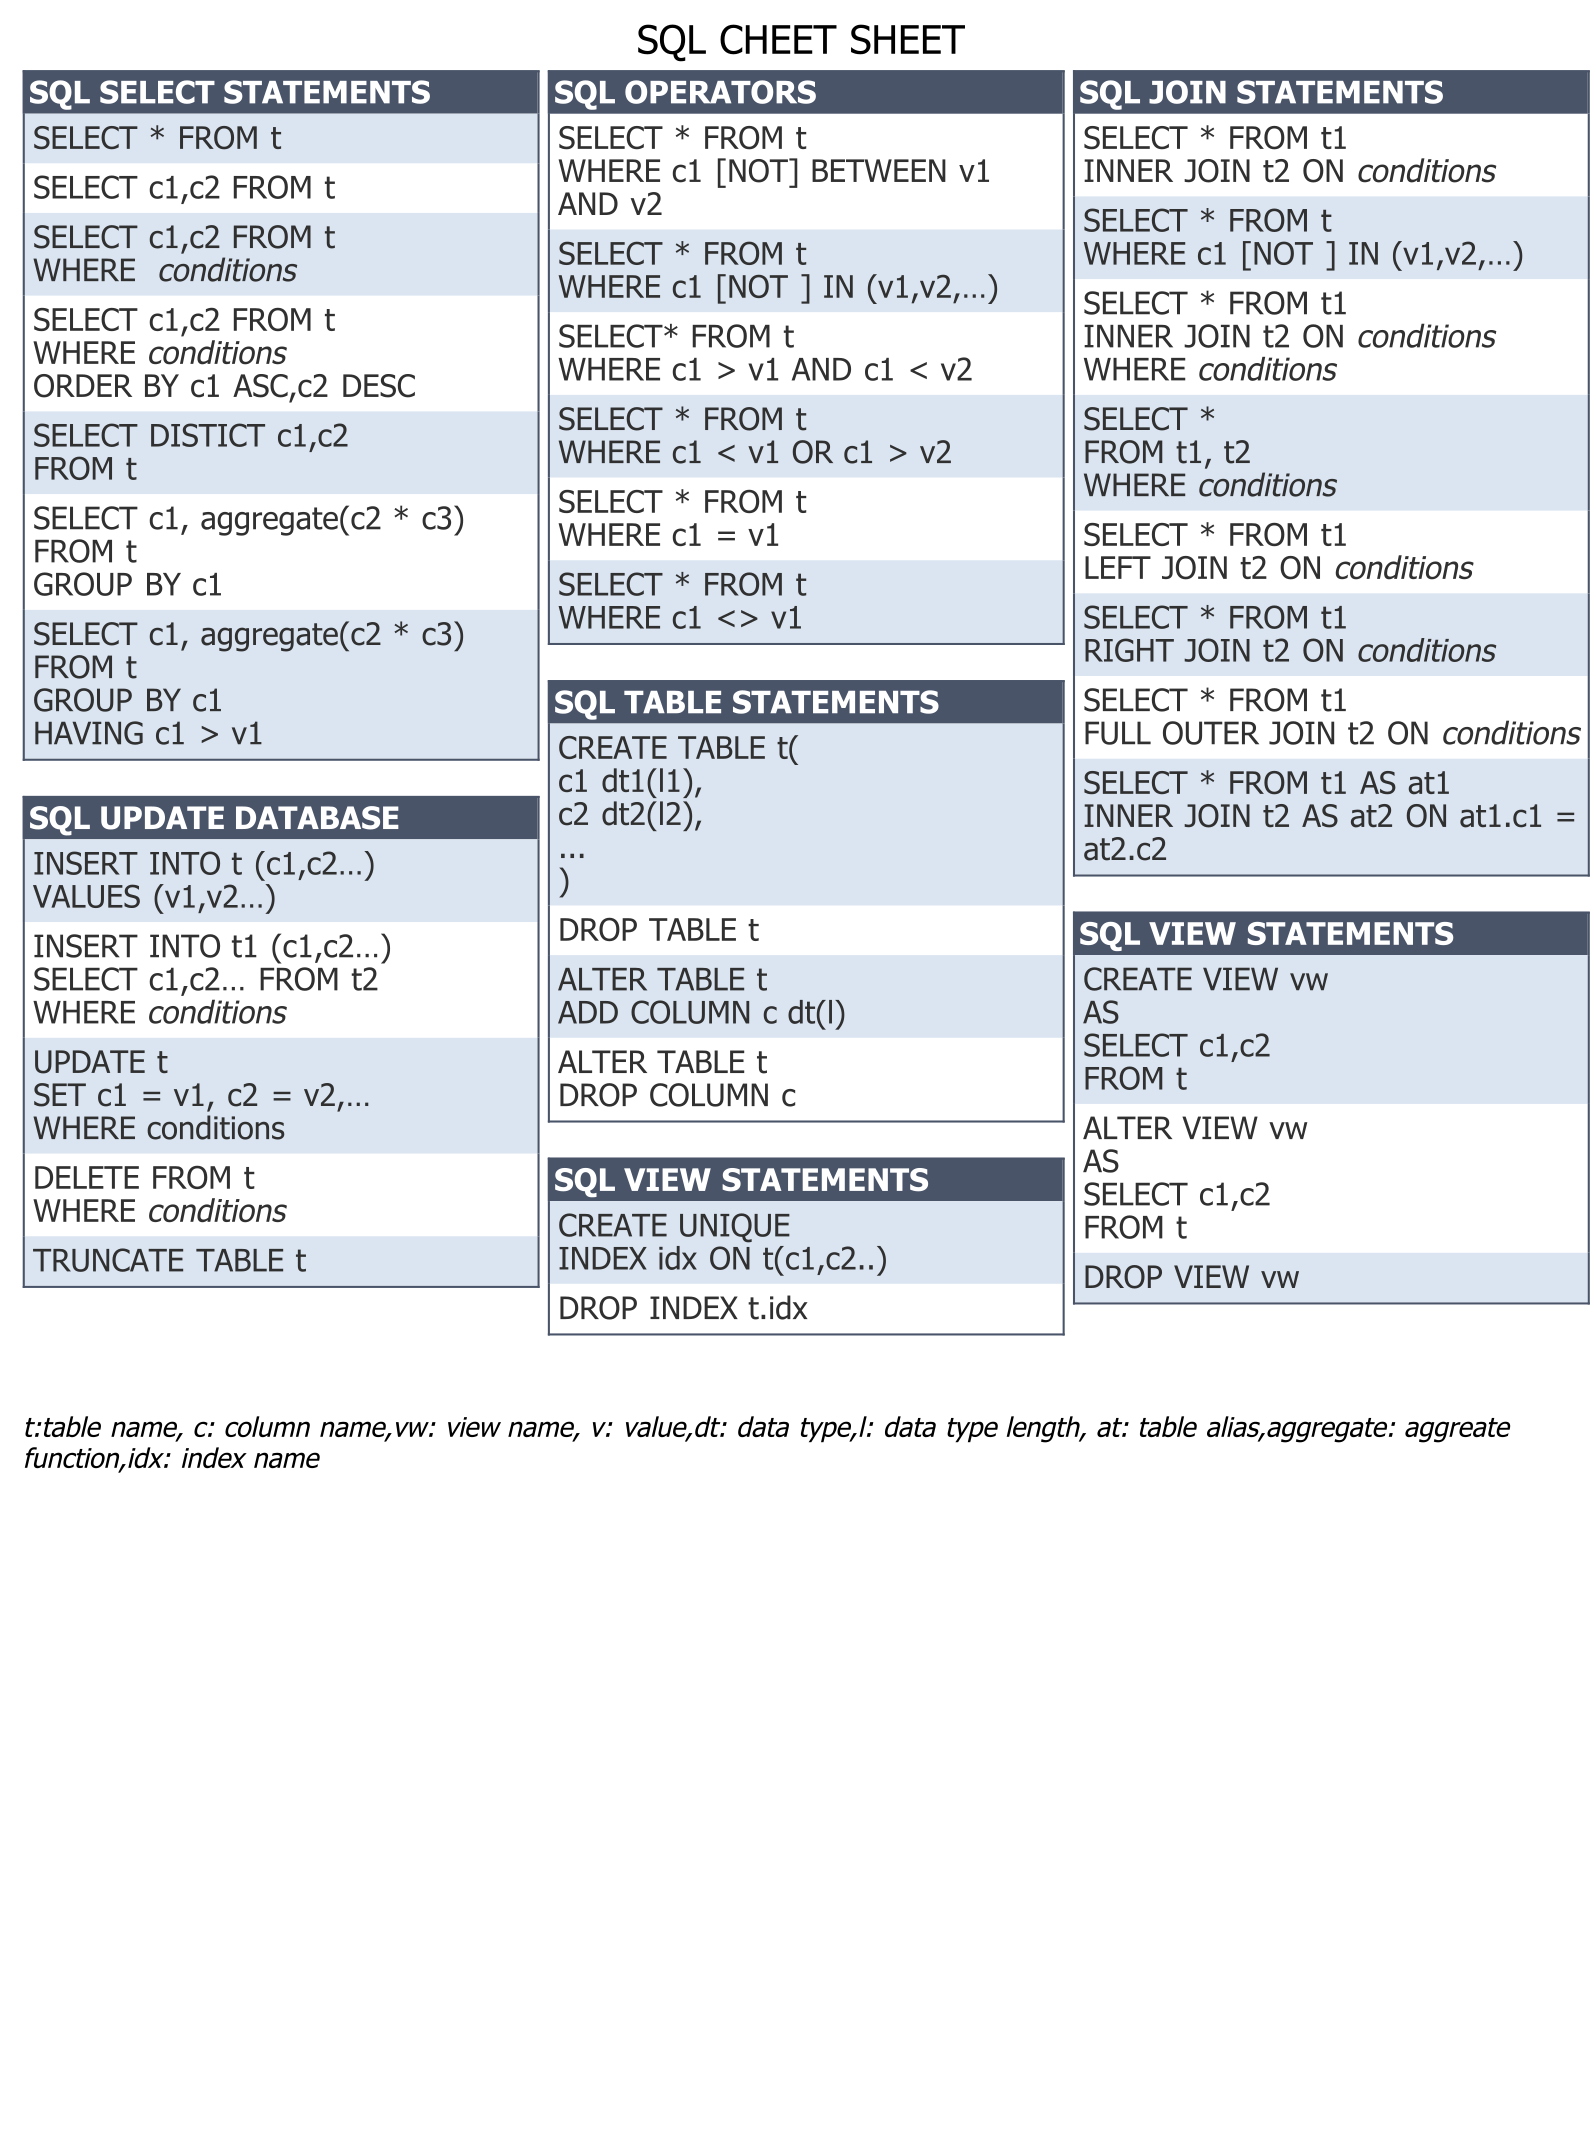 SQL CHEET SHEET
SQL SELECT STATEMENTS
SELECT * FROM t
SELECT c1,c2 FROM t
SELECT c1,c2 FROM t
WHERE  conditions
SELECT c1,c2 FROM t
WHERE conditions
ORDER BY c1 ASC,c2 DESC
SELECT DISTICT c1,c2
FROM t
SELECT c1, aggregate(c2 * c3)
FROM t
GROUP BY c1
SELECT c1, aggregate(c2 * c3)
FROM t
GROUP BY c1
HAVING c1 > v1
SQL UPDATE DATABASE
INSERT INTO t (c1,c2…)
VALUES (v1,v2…)
INSERT INTO t1 (c1,c2…)
SELECT c1,c2… FROM t2
WHERE conditions
UPDATE t
SET c1 = v1, c2 = v2,…
WHERE conditions
DELETE FROM t
WHERE conditions
TRUNCATE TABLE t
SQL OPERATORS
SELECT * FROM t
WHERE c1 [NOT] BETWEEN v1
AND v2
SELECT * FROM t
WHERE c1 [NOT ] IN (v1,v2,…)
SELECT* FROM t
WHERE c1 > v1 AND c1 < v2
SELECT * FROM t
WHERE c1 < v1 OR c1 > v2
SELECT * FROM t
WHERE c1 = v1
SELECT * FROM t
WHERE c1 <> v1
SQL TABLE STATEMENTS
CREATE TABLE t(
c1 dt1(l1),
c2 dt2(l2),
…
)
DROP TABLE t
ALTER TABLE t
ADD COLUMN c dt(l)
ALTER TABLE t
DROP COLUMN c
SQL VIEW STATEMENTS
CREATE UNIQUE
INDEX idx ON t(c1,c2..)
DROP INDEX t.idx
SQL JOIN STATEMENTS
SELECT * FROM t1
INNER JOIN t2 ON conditions
SELECT * FROM t
WHERE c1 [NOT ] IN (v1,v2,…)
SELECT * FROM t1
INNER JOIN t2 ON conditions
WHERE conditions
SELECT *
FROM t1, t2
WHERE conditions
SELECT * FROM t1
LEFT JOIN t2 ON conditions
SELECT * FROM t1
RIGHT JOIN t2 ON conditions
SELECT * FROM t1
FULL OUTER JOIN t2 ON conditions
SELECT * FROM t1 AS at1
INNER JOIN t2 AS at2 ON at1.c1 =
at2.c2
SQL VIEW STATEMENTS
CREATE VIEW vw
AS
SELECT c1,c2
FROM t
ALTER VIEW vw
AS
SELECT c1,c2
FROM t
DROP VIEW vw
t:table name, c: column name,vw: view name, v: value,dt: data type,l: data type length, at: table alias,aggregate: aggreate
function,idx: index name